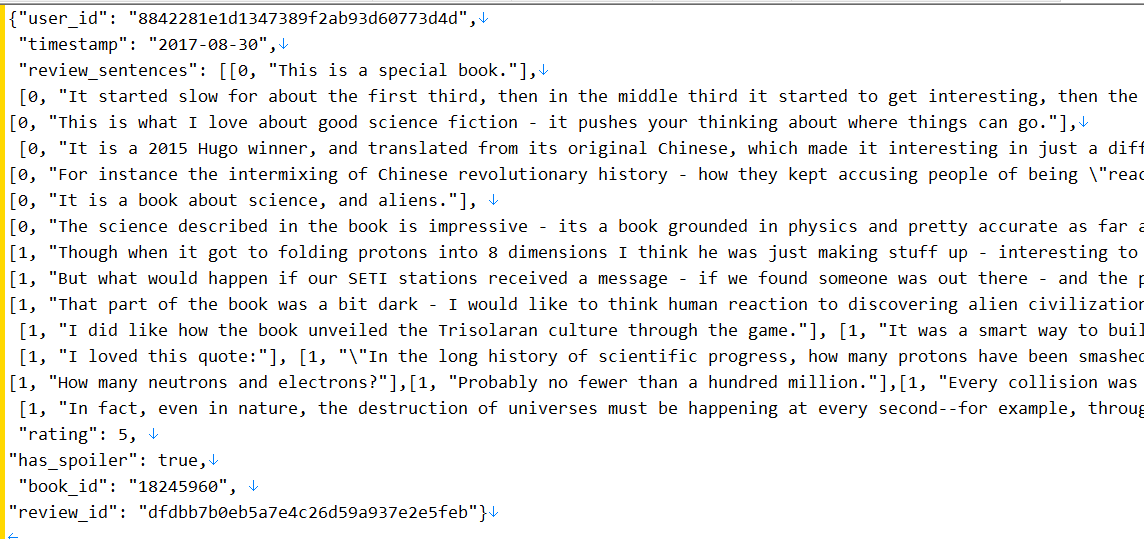 {"user_id": "8842281e1d1347389f2ab93d60773d4d",↓
"timestamp": "2017-08-30",↓
"review_sentences": [[0, "This is a special book."],↓
[0, "It started slow for about the first third, then in the middle third it started to get interesting, then the
[0, "This is what I love about good science fiction - it pushes your thinking about where things can go."],↓
[0, "It is a 2015 Hugo winner, and translated from its original Chinese, which made it interesting in just a diff
[0, "For instance the intermixing of Chinese revolutionary history - how they kept accusing people of being \"reac
[0, "It is a book about science, and aliens."], ↓
[0, "The science described in the book is impressive - its a book grounded in physics and pretty accurate as far a
[1, "Though when it got to folding protons into 8 dimensions I think he was just making stuff up - interesting to
[1, "But what would happen if our SETI stations received a message - if we found someone was out there - and the p
[1, "That part of the book was a bit dark - I would like to think human reaction to discovering alien civilization
[1, "I did like how the book unveiled the Trisolaran culture through the game."], [1, "It was a smart way to buil
[1, "I loved this quote:"], [1, "\"In the long history of scientific progress, how many protons have been smashed
[1, "How many neutrons and electrons?"],[1, "Probably no fewer than a hundred million."],[1, "Every collision was
[1, "In fact, even in nature, the destruction of universes must be happening at every second--for example, throug
"rating": 5, ↓
"has_spoiler": true,↓
"book_id": "18245960", ↓
"review_id": "dfdbb7b0eb5a7e4c26d59a937e2e5feb"}↓
←